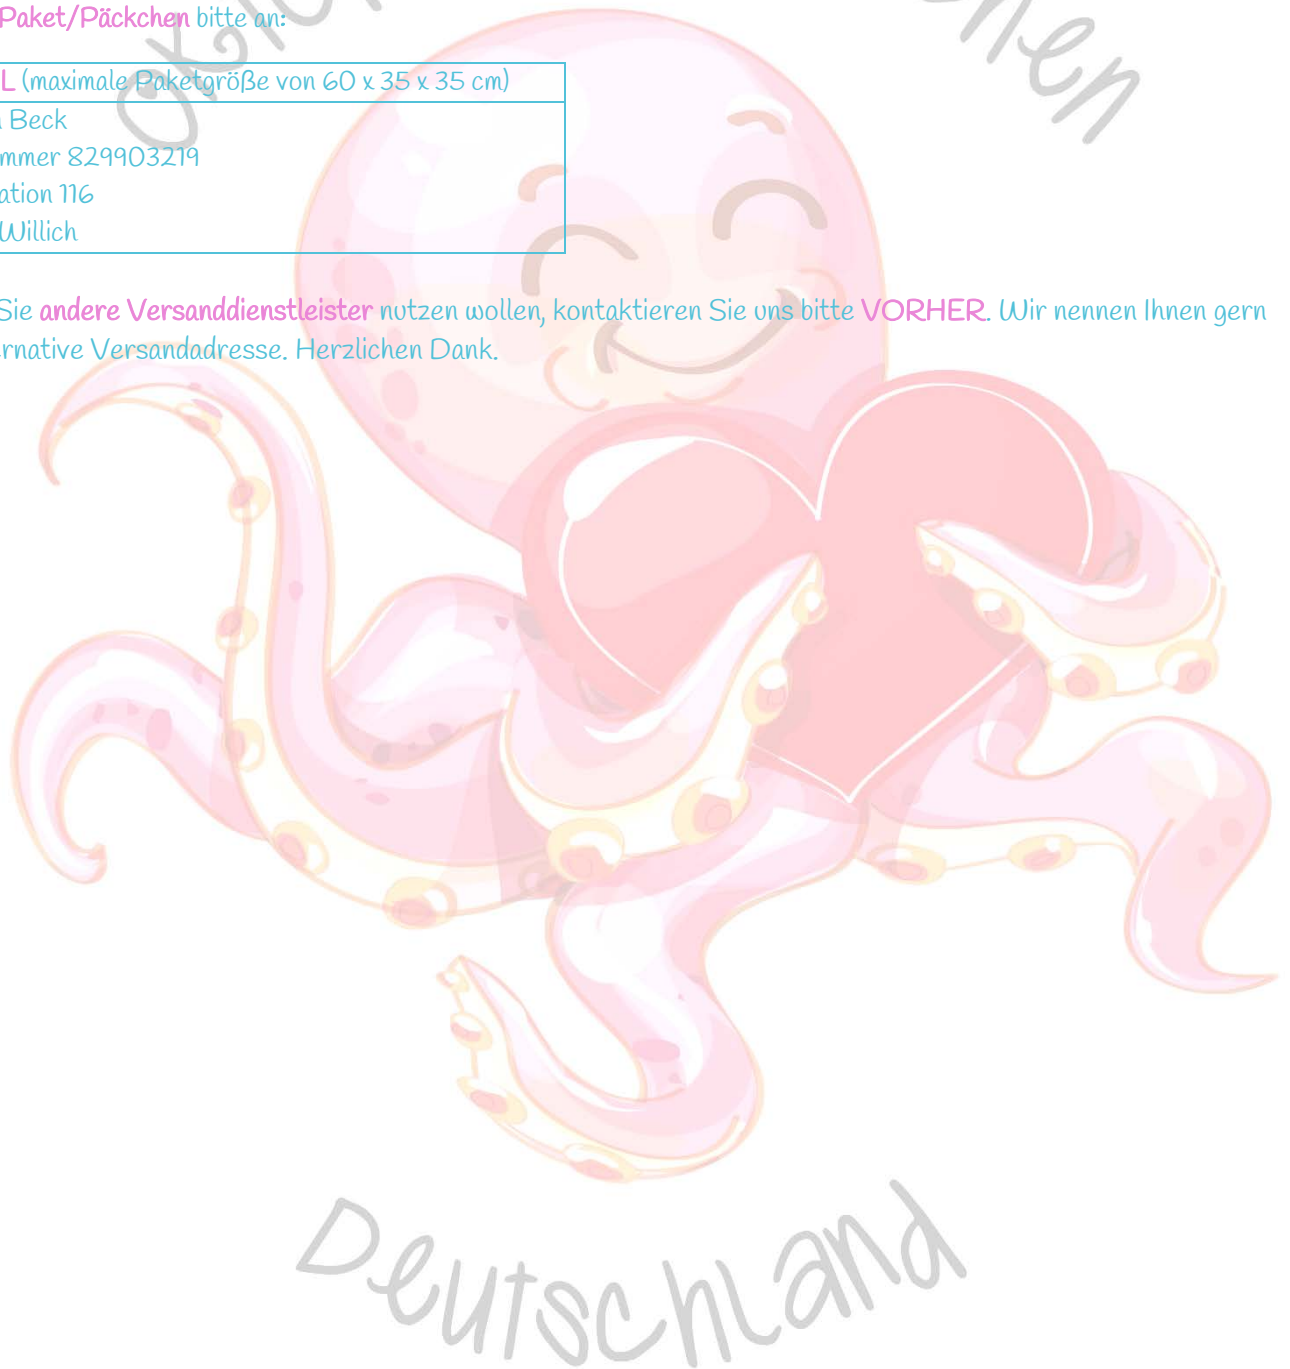 Paket/Päckchen bitte an:
L (maximale Paketgröße von 60 x 35 x 35 cm)
Beck
mmer 829903219
ation 116
Willich
Sie andere Versanddienstleister nutzen wollen, kontaktieren Sie uns bitte VORHER. Wir nennen Ihnen gern
rnative Versandadresse. Herzlichen Dank.
Deutschland